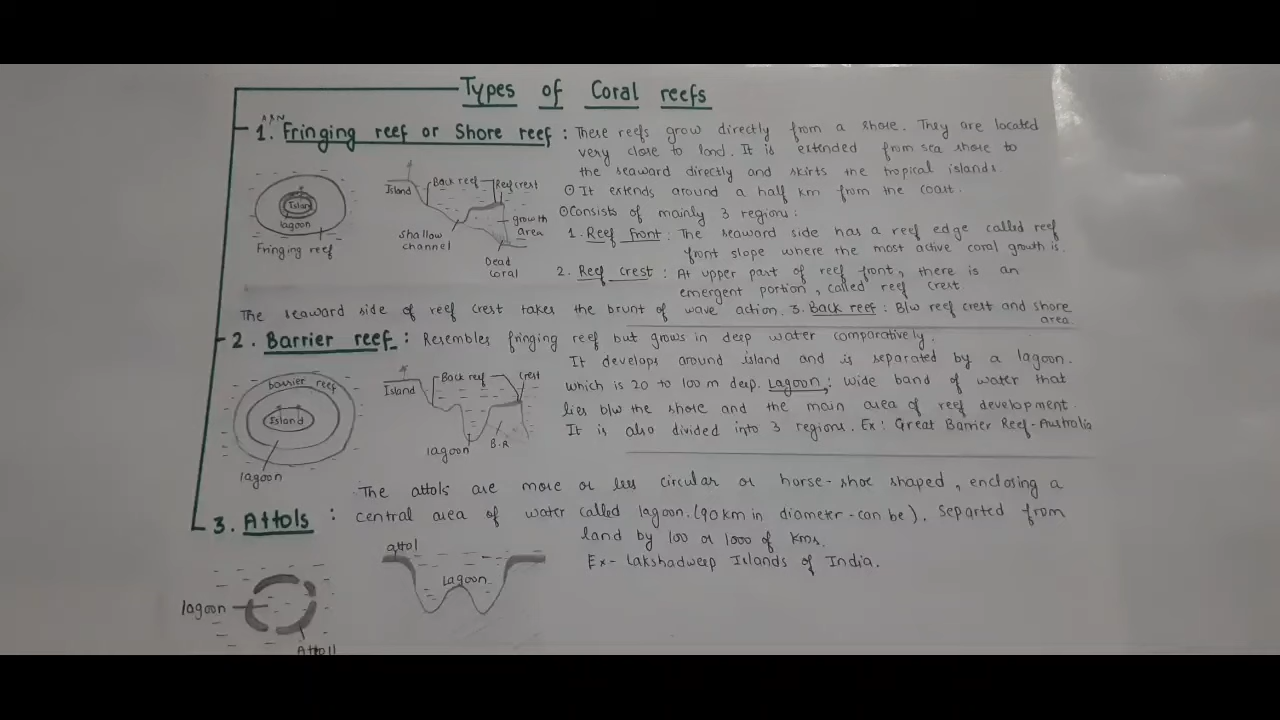 Types of Coral reefs
1. Fringing reef or Shore reef : These reefs grow directly from a shore. They are located
very close to land. It is extended from sea shore to
the seaward directly and skirts the tropical islands.
It extends around a half km from the coast.
Consists of mainly 3 regions:
1. Reef front : The seaward side has a reef edge called reef
front slope where the most active coral growth is.
2. Reef crest : At upper part of reef front, there is an
emergent portion, called reef crest.
The seaward side of reef crest takes the brunt of wave action. 3. Back reef : B/w reef crest and shore
area.
Island
lagoon
Fringing reef
Island
Back reef
Reef crest
shallow
channel
growth
area
Dead
coral
2. Barrier reef : Resembles fringing reef but grows in deep water comparatively.
It develops around island and is separated by a lagoon.
which is 20 to 100 m deep. Lagoon : wide band of water that
lies b/w the shore and the main area of reef development.
It is also divided into 3 regions. Ex: Great Barrier Reef-Australia
barrier reef
Island
lagoon
Island
Back reef
Crest
lagoon
B.R
The attols are more or less circular or horse-shoe shaped, enclosing a
3. Attols : central area of water called lagoon. (90km in diameter-can be). Separted from
land by 100 or 1000 of kms.
Ex- Lakshadweep Islands of India.
lagoon
Attoll
attol
Lagoon